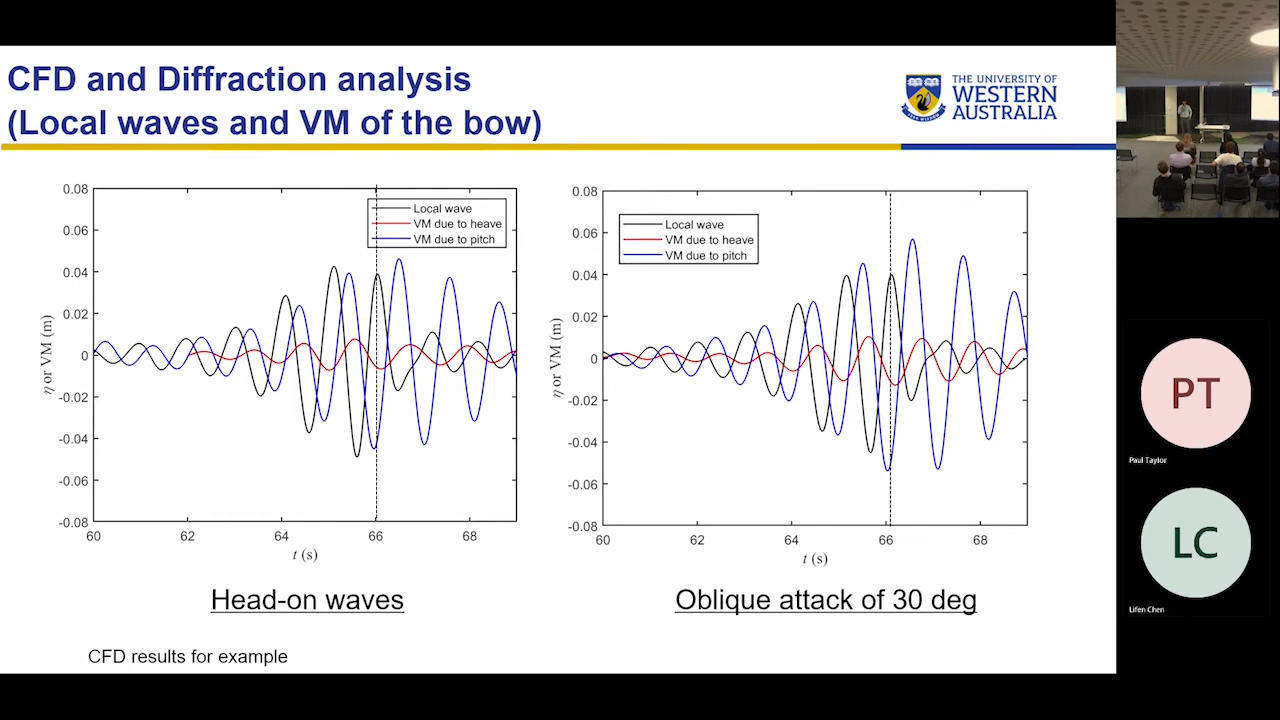 CFD and Diffraction analysis
(Local waves and VM of the bow)
THE UNIVERSITY OF
WESTERN
AUSTRALIA
0.08
0.06
0.04
0.02
0
-0.02
-0.04
-0.06
-0.08
η or VM (m)
Local wave
VM due to heave
VM due to pitch
60
62
64
66
68
t (s)
Head-on waves
0.08
0.06
0.04
0.02
0
-0.02
-0.04
-0.06
-0.08
η or VM (m)
Local wave
VM due to heave
VM due to pitch
60
62
64
66
68
t (s)
Oblique attack of 30 deg
CFD results for example
PT
Paul Taylor
LC
Lifen Chen